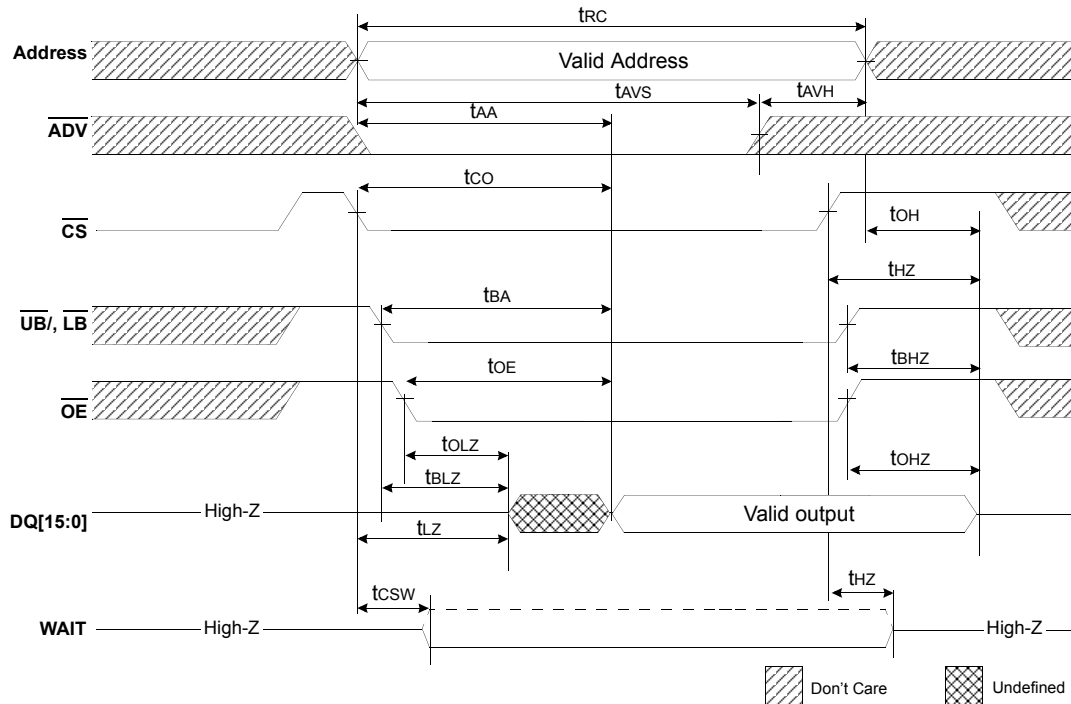 tRC
Address
Valid Address
tAVS
tAVH
tAA
ADV
tCO
CS
tOH
tHZ
tBA
UB/, LB
tBHZ
tOE
OE
tOLZ
tOHZ
tBLZ
High-Z
Valid output
DQ[15:0]
tLZ
tHZ
tCSW
WAIT
High-Z
High-Z
Don't Care
Undefined